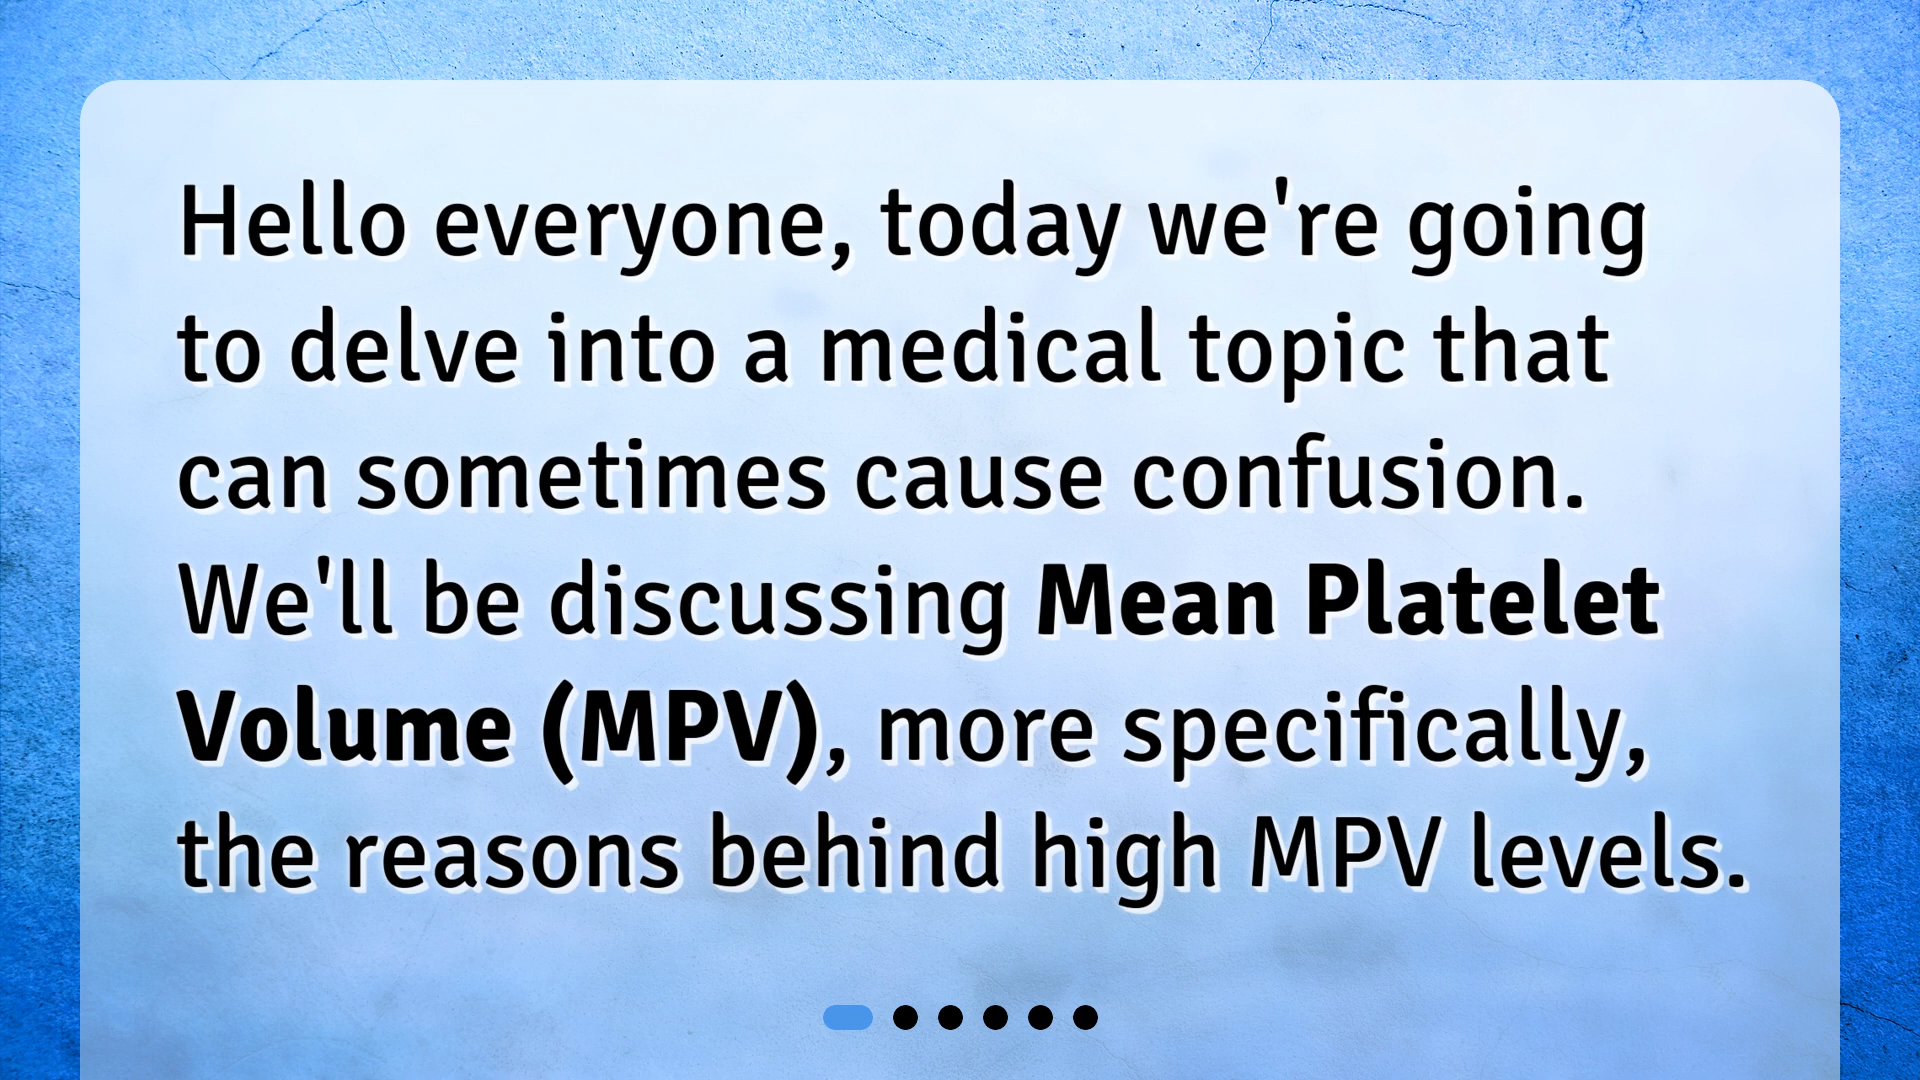 Hello everyone, today we're going
to delve into a medical topic that
can sometimes cause confusion.
We'll be discussing Mean Platelet
Volume (MPV), more specifically,
the reasons behind high MPV levels.